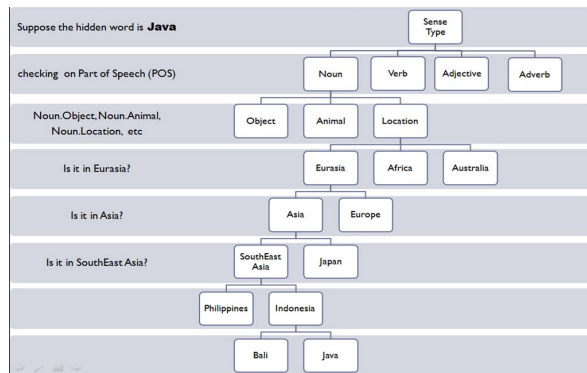 Suppose the hidden word is Java
Sense
Type
checking on Part of Speech (POS)
Noun
Verb
Adjective
Adverb
Noun.Object, Noun.Animal,
Noun.Location, etc
Object
Animal
Location
Is it in Eurasia?
Eurasia
Africa
Australia
Is it in Asia?
Asia
Europe
Is it in SouthEast Asia?
SouthEast
Asia
Japan
Philippines
Indonesia
Bali
Java